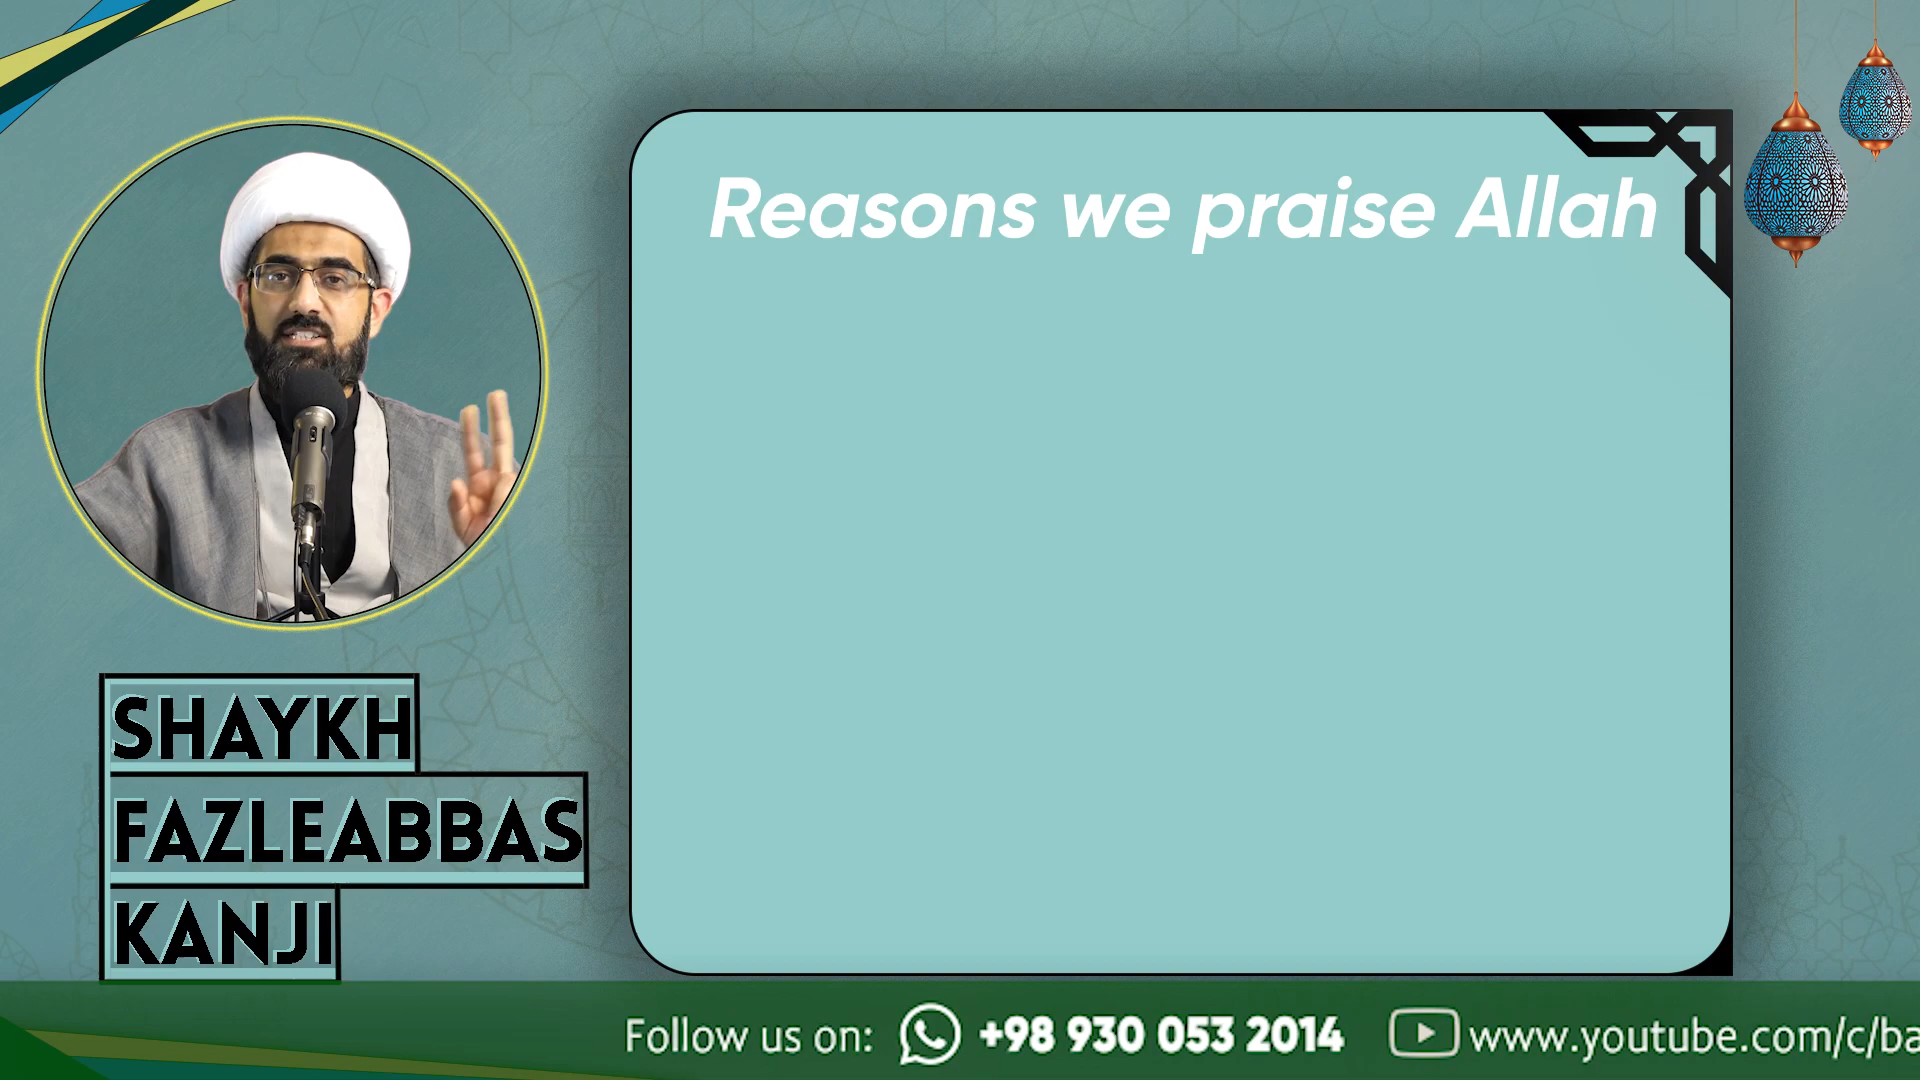 Reasons we praise Allah
SHAYKH
FAZLEABBAS
KANJI
Follow us on: +98 930 053 2014 www.youtube.com/c/ba